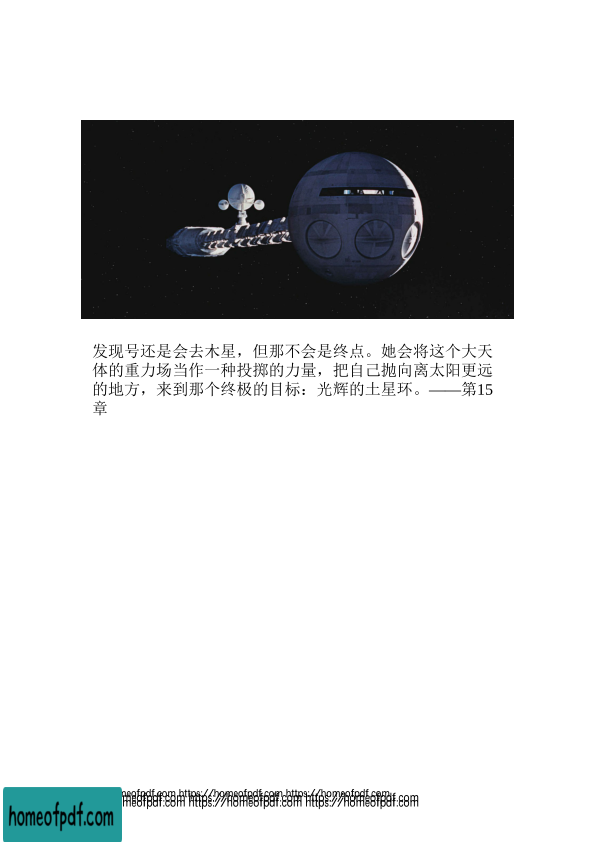 发现号还是会去木星，但那不会是终点。她会将这个大天
体的重力场当作一种投掷的力量，把自己抛向离太阳更远
的地方，来到那个终极的目标：光辉的土星环。——第15
章
homeofpdf.com https://homeofpdf.com https://homeofpdf.com
homeofpdf.com https://homeofpdf.com https://homeofpdf.com
homeofpdf.com